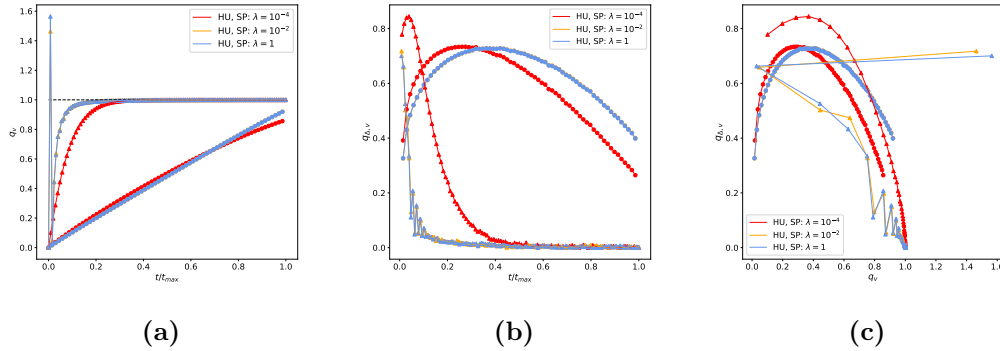 1.6
1.4
1.2
1.0
0.8
0.6
0.4
0.2
0.0
q_v
0.0 0.2 0.4 0.6 0.8 1.0
t/t_max
HU, SP: λ = 10⁻⁴
HU, SP: λ = 10⁻²
HU, SP: λ = 1
(a)
0.8
0.6
0.4
0.2
0.0
q_{Δ,v}
0.0 0.2 0.4 0.6 0.8 1.0
t/t_max
HU, SP: λ = 10⁻⁴
HU, SP: λ = 10⁻²
HU, SP: λ = 1
(b)
0.8
0.6
0.4
0.2
0.0
q_{Δ,v}
0.0 0.2 0.4 0.6 0.8 1.0 1.2 1.4 1.6
q_v
HU, SP: λ = 10⁻⁴
HU, SP: λ = 10⁻²
HU, SP: λ = 1
(c)